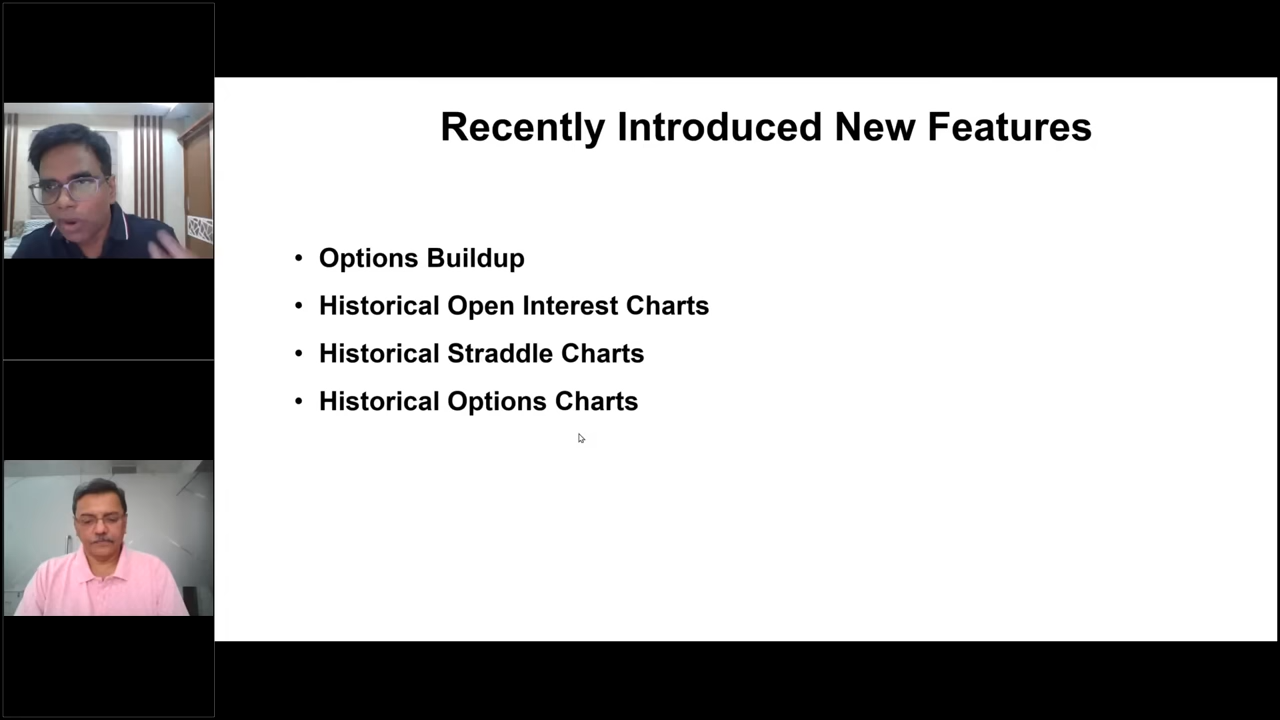 Recently Introduced New Features
• Options Buildup
• Historical Open Interest Charts
• Historical Straddle Charts
• Historical Options Charts